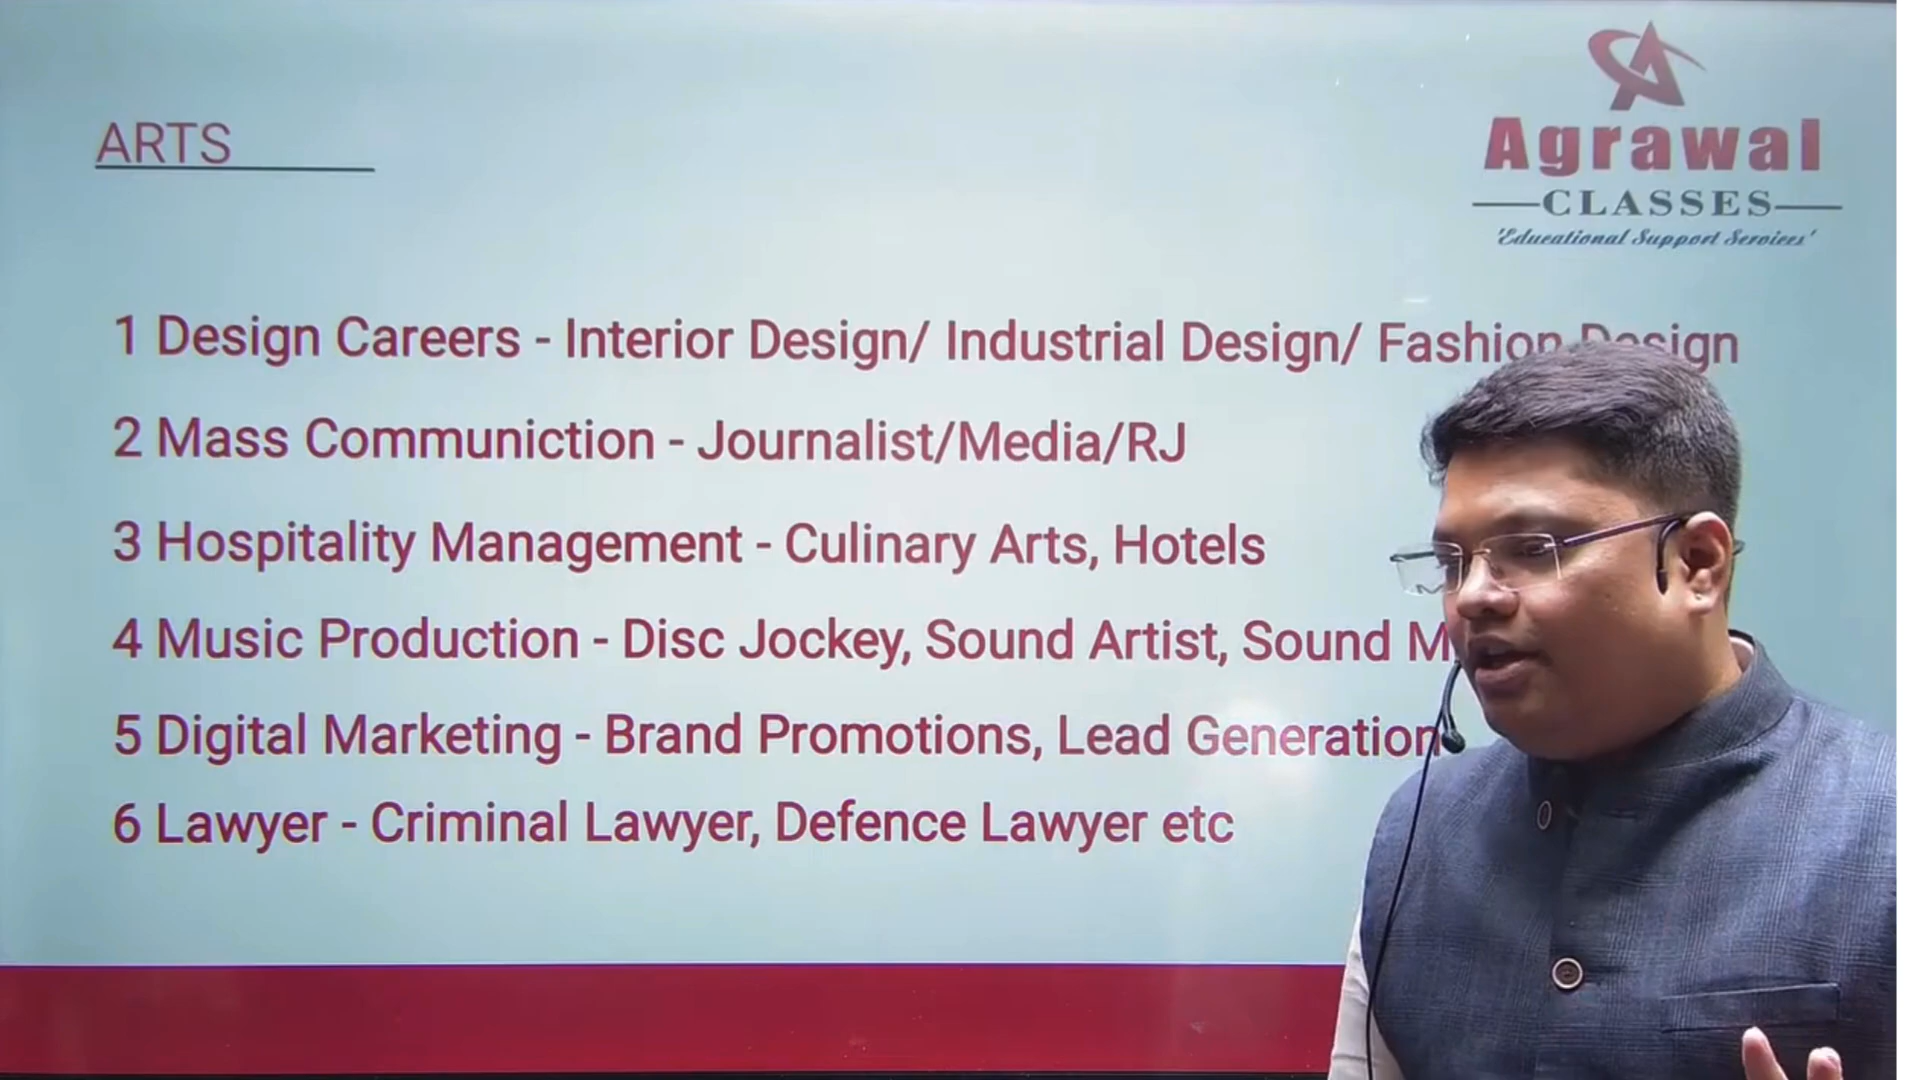 ARTS
Agrawal
CLASSES
'Educational Support Services'
1 Design Careers - Interior Design/ Industrial Design/ Fashion Design
2 Mass Communiction - Journalist/Media/RJ
3 Hospitality Management - Culinary Arts, Hotels
4 Music Production - Disc Jockey, Sound Artist, Sound
5 Digital Marketing - Brand Promotions, Lead Generation
6 Lawyer - Criminal Lawyer, Defence Lawyer etc